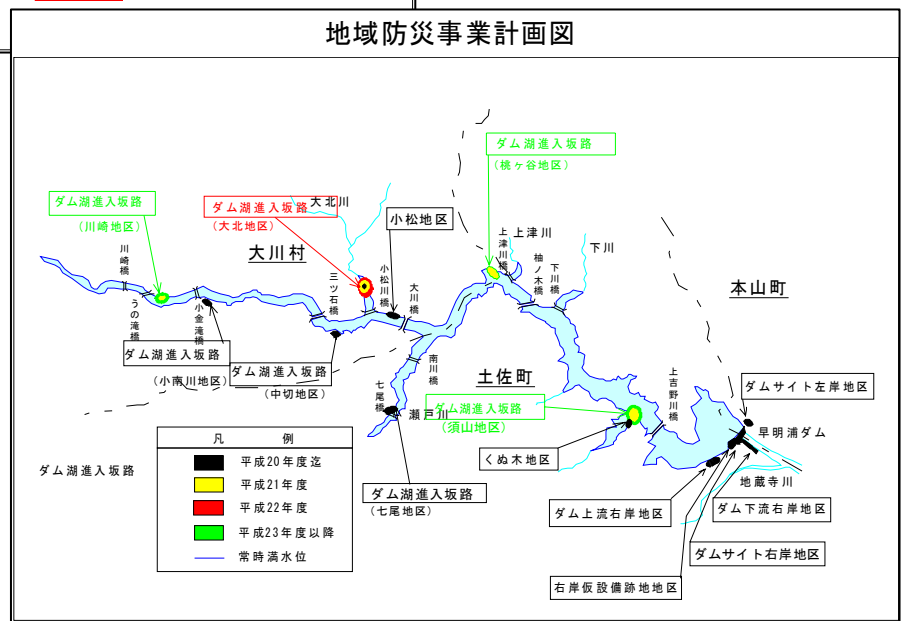 地域防災事業計画図
ダム湖進入坂路
(桃ヶ谷地区)
ダム湖進入坂路
(川崎地区)
ダム湖進入坂路
(大北地区)
大北川
小松地区
大川村
上津川橋
上津川
柚ノ木橋
下川橋
下川
本山町
川崎橋
うの滝橋
小金滝橋
三ツ石橋
小松川橋
大川橋
南川橋
七尾橋
瀬戸川
土佐町
上吉野川橋
ダム湖進入坂路
(小南川地区)
ダム湖進入坂路
(中切地区)
ダム湖進入坂路
(須山地区)
くぬ木地区
ダムサイト左岸地区
早明浦ダム
地蔵寺川
ダム湖進入坂路
(七尾地区)
ダム上流右岸地区
ダム下流右岸地区
ダムサイト右岸地区
右岸仮設備跡地地区
ダム湖進入坂路
凡 例
平成20年度迄
平成21年度
平成22年度
平成23年度以降
常時満水位